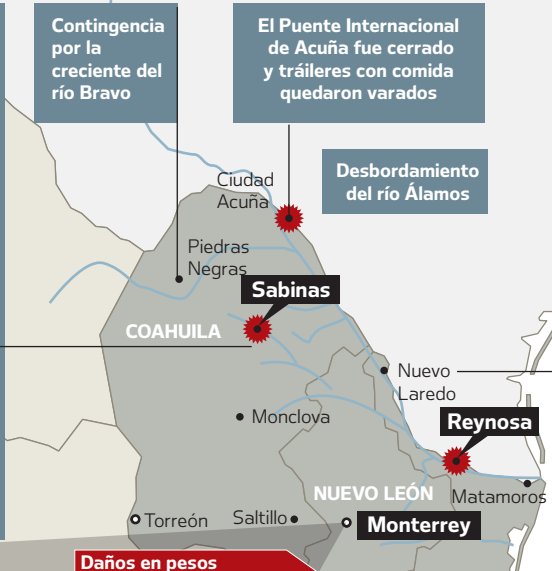 Contingencia
por la
creciente del
río Bravo
El Puente Internacional
de Acuña fue cerrado
y tráileres con comida
quedaron varados
Desbordamiento
del río Álamos
Ciudad
Acuña
Piedras
Negras
Sabinas
COAHUILA
Nuevo
Laredo
Monclova
Reynosa
NUEVO LEÓN
Matamoros
Torreón
Saltillo
Monterrey
Daños en pesos